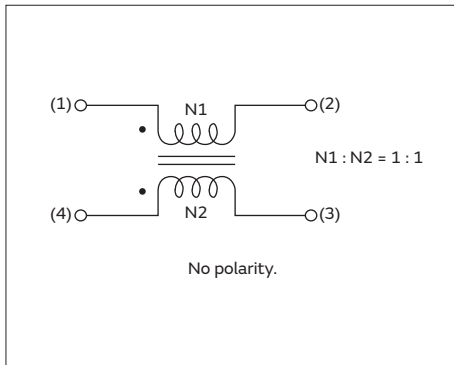 (1)
N1
(2)
N1 : N2 = 1 : 1
(4)
N2
(3)
No polarity.